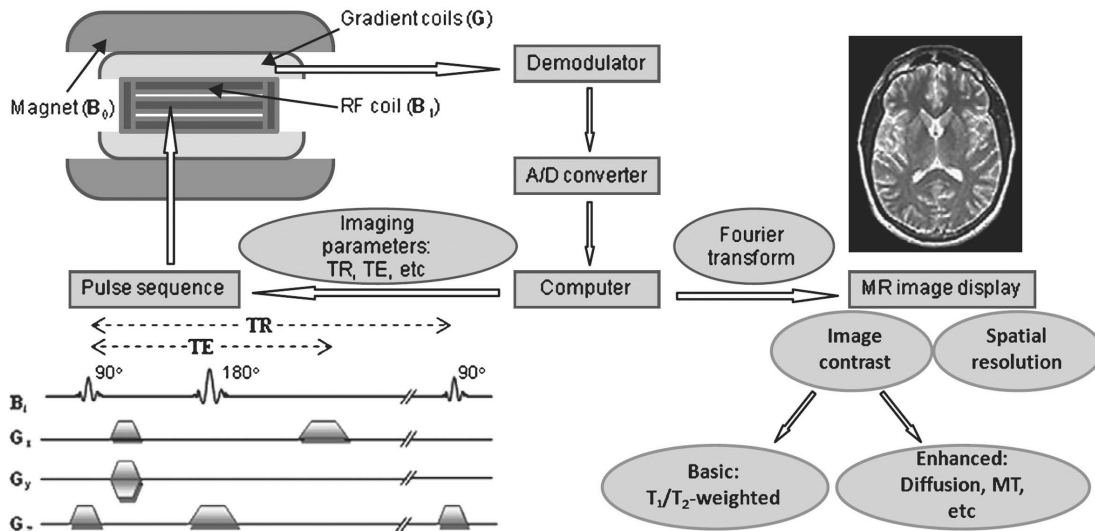 Gradient coils (G)
Magnet (B0)
RF coil (B1)
Demodulator
A/D converter
Imaging
parameters:
TR, TE, etc
Fourier
transform
Pulse sequence
Computer
MR image display
TR
TE
Image
contrast
Spatial
resolution
90°
180°
90°
B1
Gx
Gy
Basic:
T1/T2-weighted
Enhanced:
Diffusion, MT,
etc